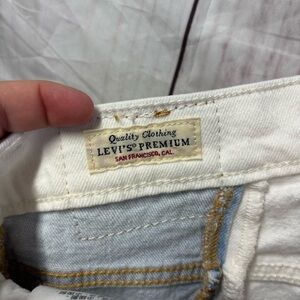 Quality Clothing
LEVI'S® PREMIUM
SAN FRANCISCO, CAL.